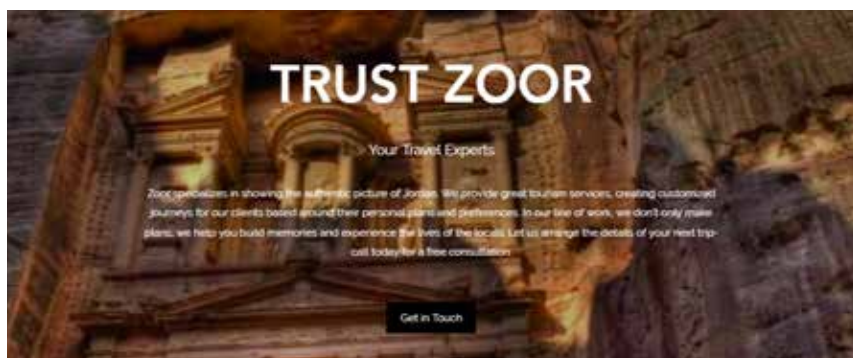 TRUST ZOOR
Your Travel Experts
Zoor specializes in showing the authentic picture of Jordan. We provide great tourism services, creating customized
journeys for our clients based around their personal plans and preferences. In our line of work, we don't only make
plans, we help you build memories and experience the lives of the locals. Let us arrange the details of your next trip-
call today for a free consultation
Get in Touch